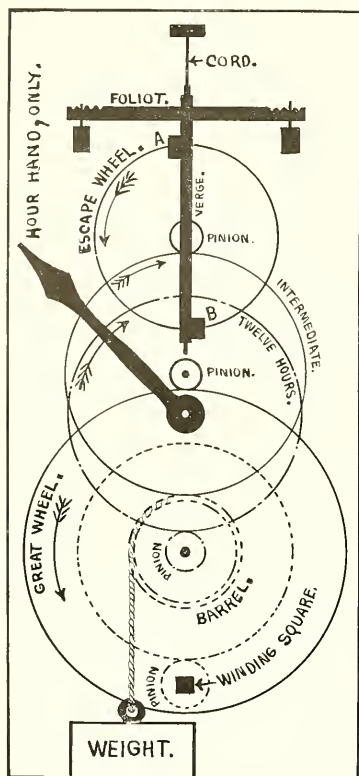 CORD.
FOLIOT.
HOUR HAND, ONLY.
A
ESCAPE WHEEL.
VERGE.
PINION.
INTERMEDIATE.
B
TWELVE HOURS.
PINION.
GREAT WHEEL.
PINION
BARREL.
PINION
WINDING SQUARE.
WEIGHT.